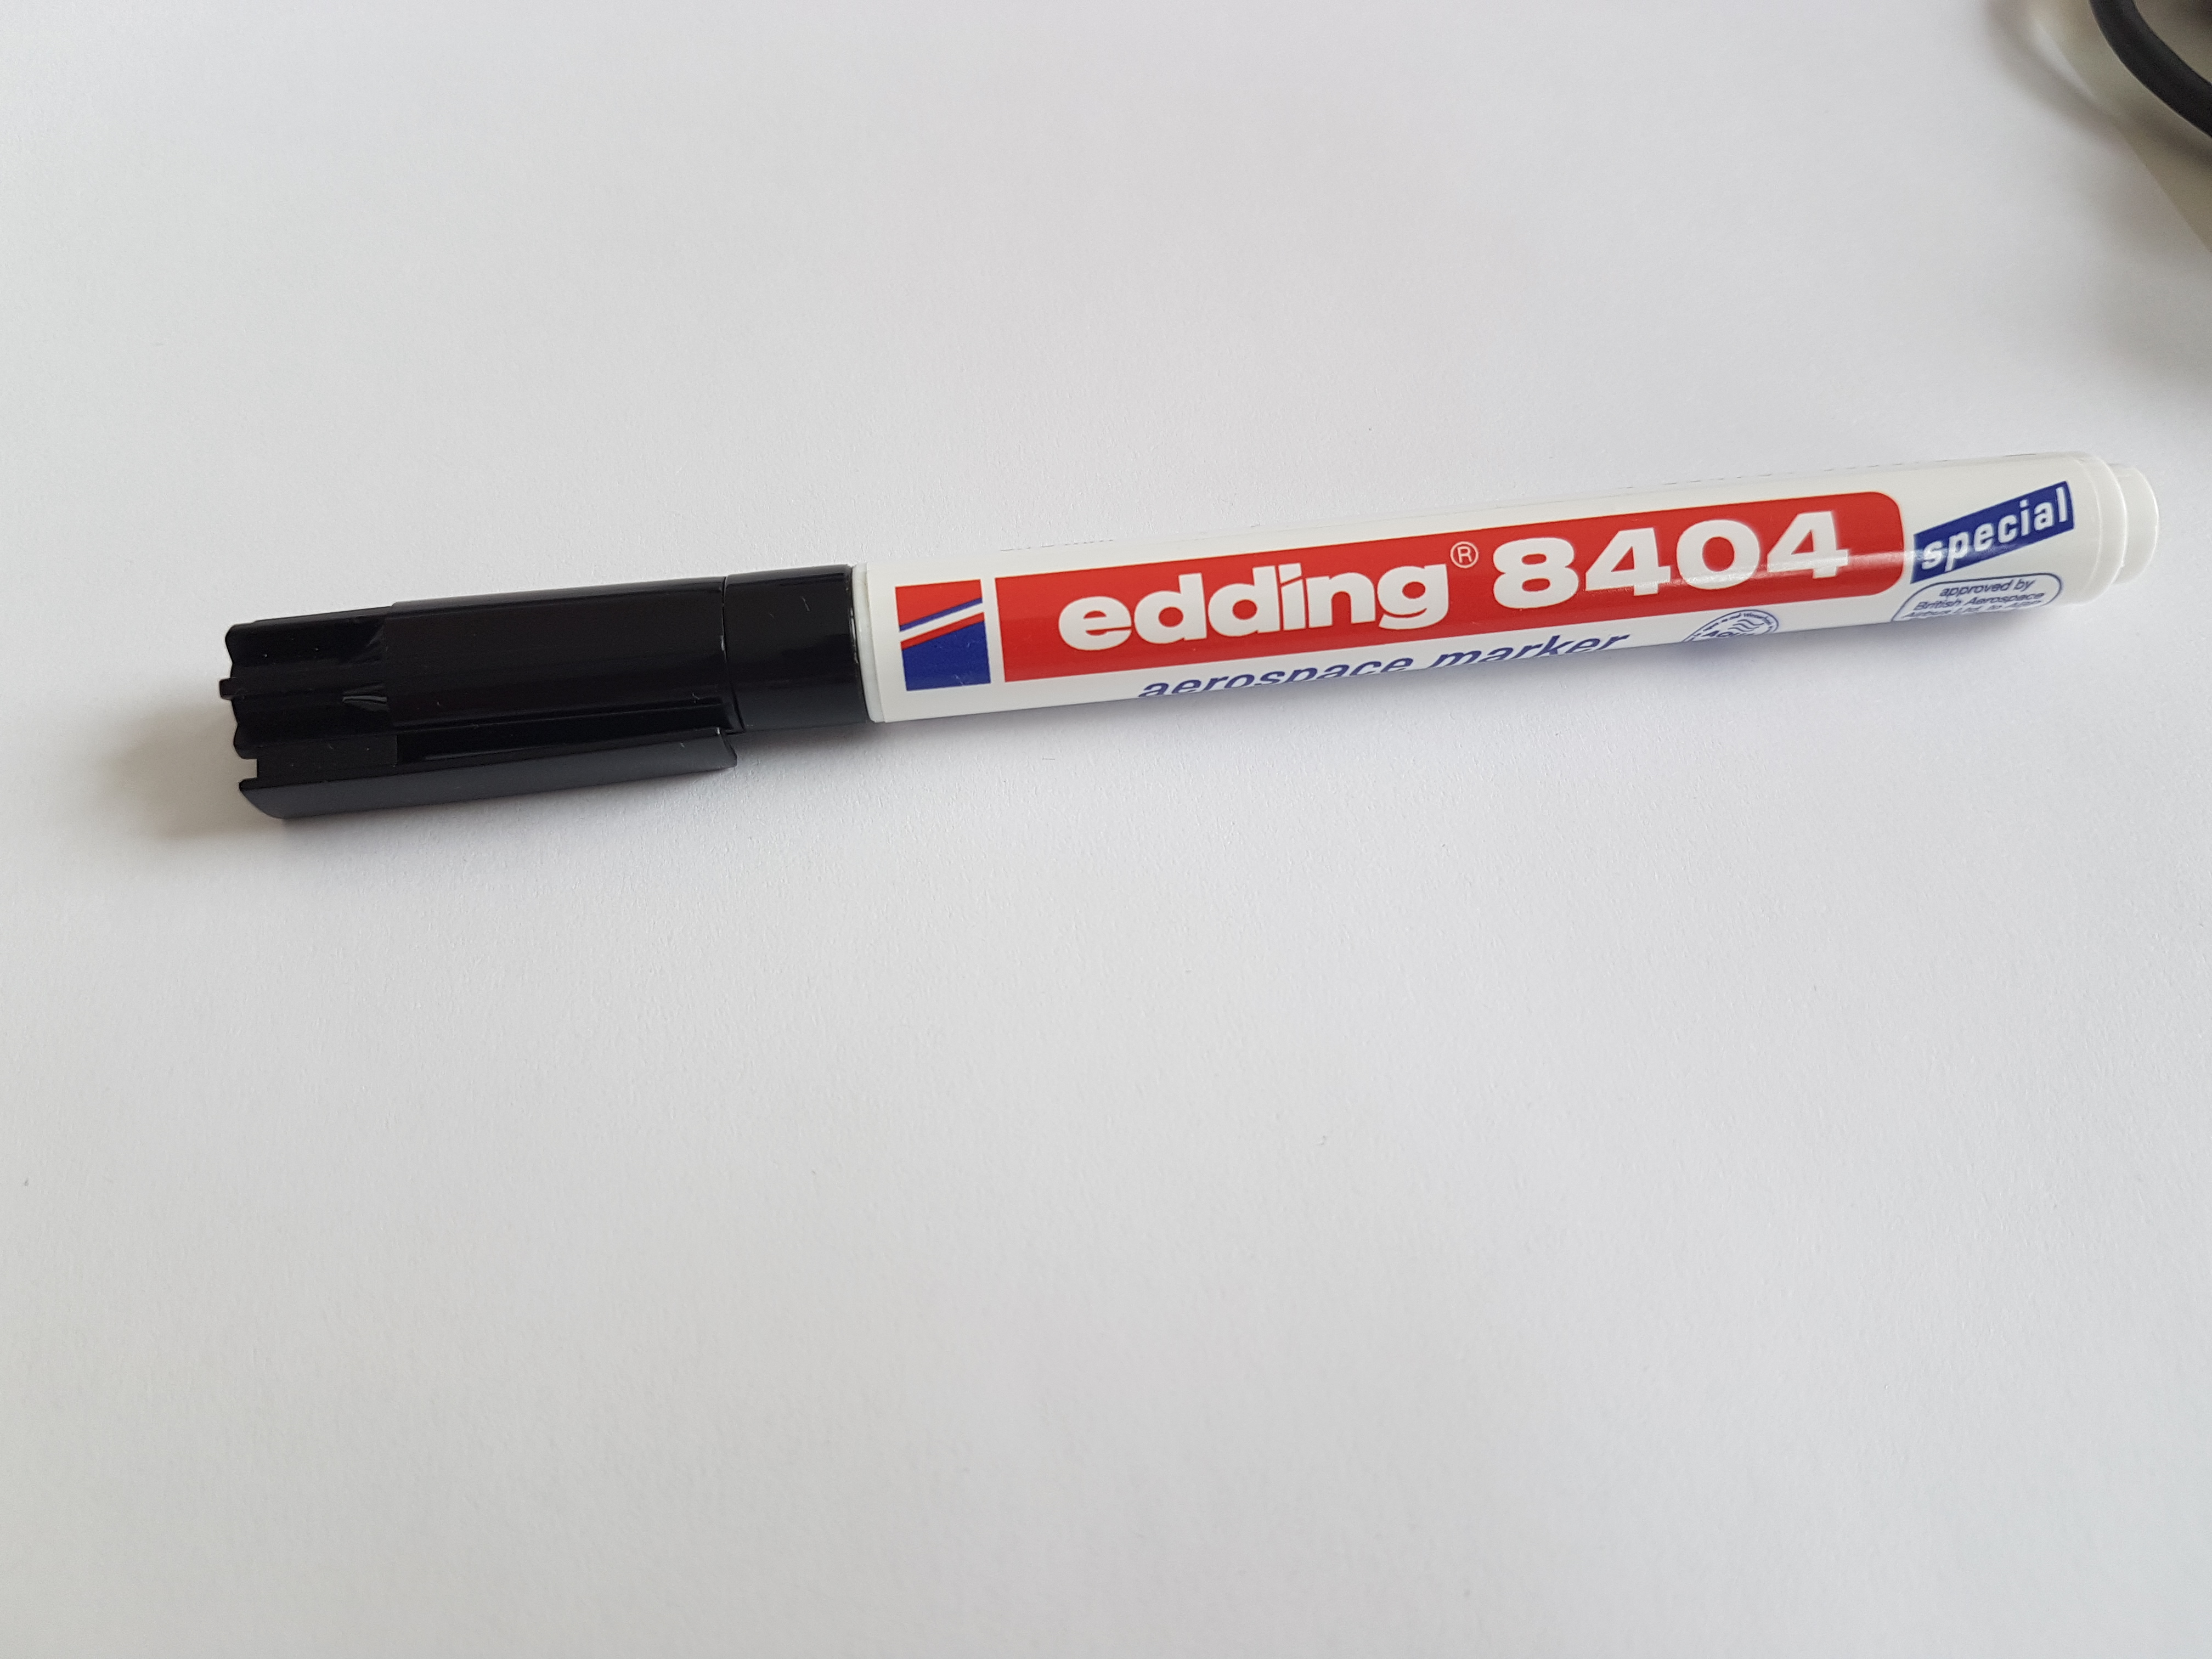 edding® 8404
special
aerospace marker
approved by
British Aerospace